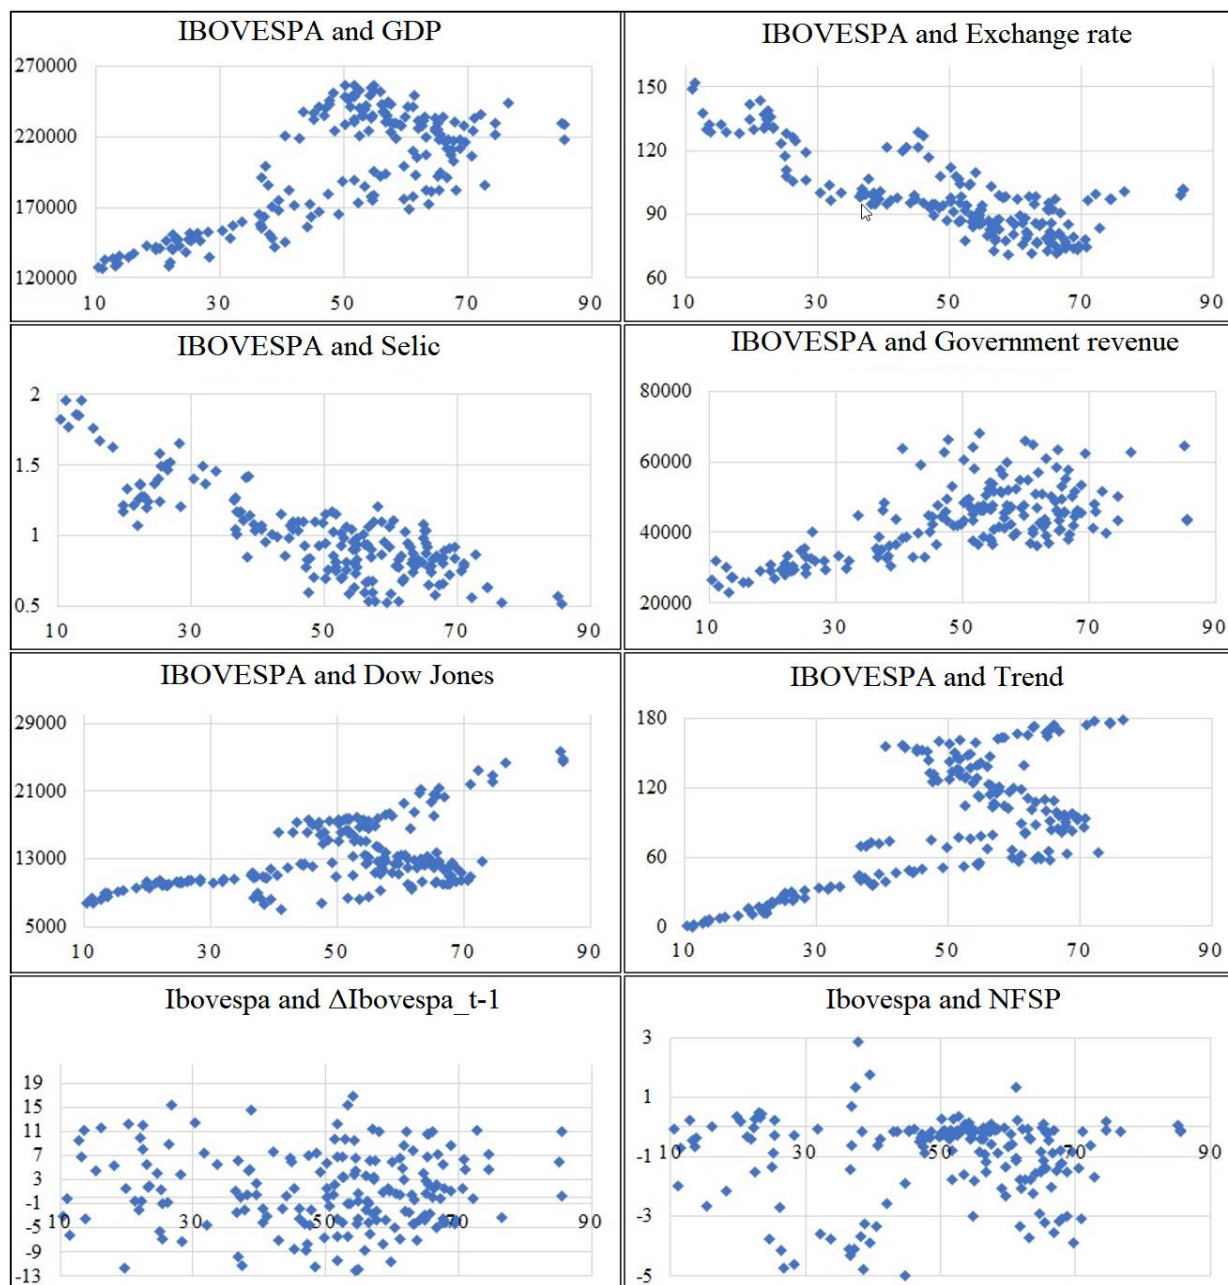 IBOVESPA and GDP
270000
220000
170000
120000
10 30 50 70 90
IBOVESPA and Exchange rate
150
120
90
60
10 30 50 70 90
IBOVESPA and Selic
2
1.5
1
0.5
10 30 50 70 90
IBOVESPA and Government revenue
80000
60000
40000
20000
10 30 50 70 90
IBOVESPA and Dow Jones
29000
21000
13000
5000
10 30 50 70 90
IBOVESPA and Trend
180
120
60
0
10 30 50 70 90
Ibovespa and ΔIbovespa_t-1
19
15
11
7
3
-1
-5
-9
-13
10 30 50 70 90
Ibovespa and NFSP
3
1
-1
-3
-5
10 30 50 70 90